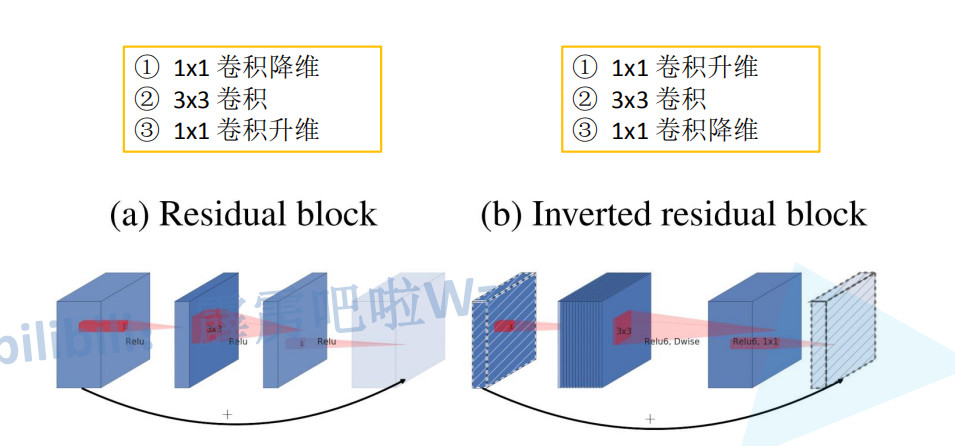 ① 1x1 卷积降维
② 3x3 卷积
③ 1x1 卷积升维
① 1x1 卷积升维
② 3x3 卷积
③ 1x1 卷积降维
(a) Residual block
(b) Inverted residual block
bilibili: 霹雳吧啦Wz
Relu
3x3
Relu
1
Relu
+
3x3
Relu6, Dwise
Relu6, 1x1
+